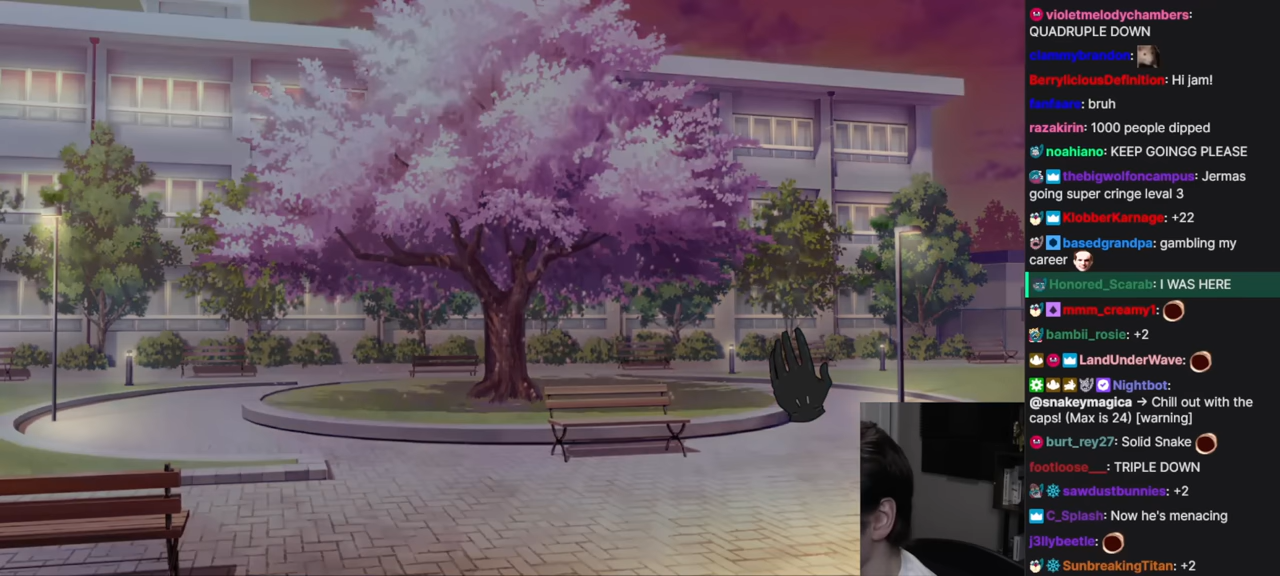 violetmelodychambers:
QUADRUPLE DOWN
clammybrandon:
BerryliciousDefinition: Hi jam!
fenfaars: bruh
razakirin: 1000 people dipped
noahiano: KEEP GOINGG PLEASE
thebigwolfoncampus: Jermas
going super cringe leval 3
KlobberKarnage: +22
basedgrandpa: gambling my
career
Honored_Scarab: I WAS HERE
mmm_creamy1:
bambii_rosie: +2
LandUnderWave:
Nightbot:
@snakeymagica → Chill out with the
caps! (Max is 24) [warning]
burt_rey27: Solid Snake
footloose___: TRIPLE DOWN
sawdustbunnies: +2
C_Splash: Now he's menacing
j3llybeetle:
SunbreakingTitan: +2